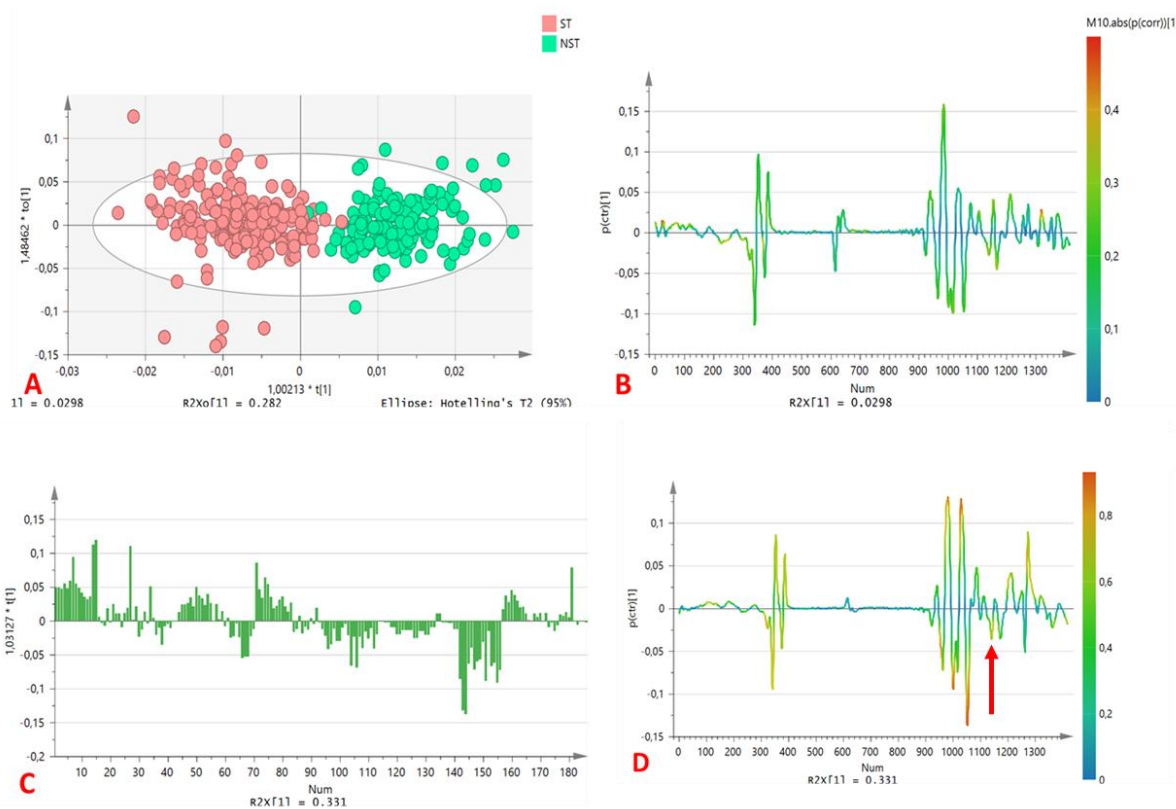 ST
NST
0,1
0,05
0
-0,05
-0,1
-0,15
1,48462 * to[1]
-0,03
-0,02
-0,01
0
0,01
0,02
1,00213 * t[1]
A
1] = 0.0298
R2Xo[1] = 0.282
Ellipse: Hotelling's T2 (95%)
M10.abs(p(corr))[1
0,15
0,1
0,05
0
-0,05
-0,1
-0,15
p(ctr)[1]
0 100 200 300 400 500 600 700 800 900 1000 1100 1200 1300
Num
B
R2X[1] = 0.0298
0,4
0,3
0,2
0,1
0
0,15
0,1
0,05
0
-0,05
-0,1
-0,15
-0,2
1,03127 * t[1]
10 20 30 40 50 60 70 80 90 100 110 120 130 140 150 160 170 180
Num
C
R2X[1] = 0.331
0,1
0,05
0
-0,05
-0,1
-0,15
p(ctr)[1]
0 100 200 300 400 500 600 700 800 900 1000 1100 1200 1300
Num
D
R2X[1] = 0.331
0,8
0,6
0,4
0,2
0